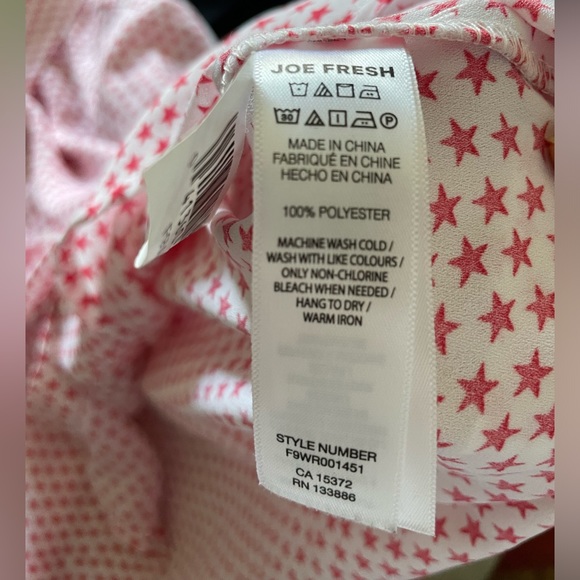 JOE FRESH
30 P
MADE IN CHINA
FABRIQUÉ EN CHINE
HECHO EN CHINA
100% POLYESTER
MACHINE WASH COLD /
WASH WITH LIKE COLOURS /
ONLY NON-CHLORINE
BLEACH WHEN NEEDED /
HANG TO DRY /
WARM IRON
STYLE NUMBER
F9WR001451
CA 15372
RN 133886